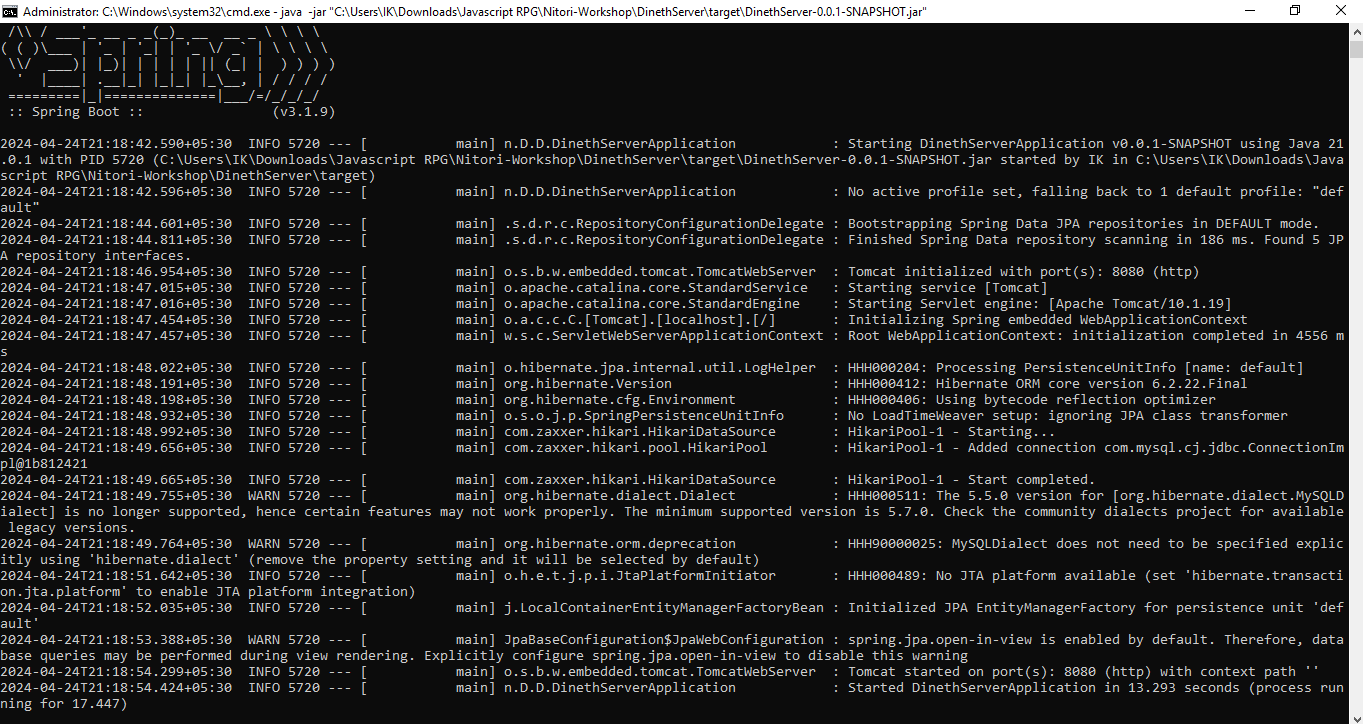 Administrator: C:\Windows\system32\cmd.exe - java  -jar "C:\Users\IK\Downloads\Javascript RPG\Nitori-Workshop\DinethServer\target\DinethServer-0.0.1-SNAPSHOT.jar"
 /\\ / ___'_ __ _ _(_)_ __  __ _ \ \ \ \
( ( )\___ | '_ | '_| | '_ \/ _` | \ \ \ \
 \\/  ___)| |_)| | | | | || (_| |  ) ) ) )
  '  |____| .__|_| |_|_| |_\__, | / / / /
 =========|_|==============|___/=/_/_/_/
 :: Spring Boot ::                (v3.1.9)
2024-04-24T21:18:42.590+05:30  INFO 5720 --- [           main] n.D.D.DinethServerApplication            : Starting DinethServerApplication v0.0.1-SNAPSHOT using Java 21
.0.1 with PID 5720 (C:\Users\IK\Downloads\Javascript RPG\Nitori-Workshop\DinethServer\target\DinethServer-0.0.1-SNAPSHOT.jar started by IK in C:\Users\IK\Downloads\Java
script RPG\Nitori-Workshop\DinethServer\target)
2024-04-24T21:18:42.596+05:30  INFO 5720 --- [           main] n.D.D.DinethServerApplication            : No active profile set, falling back to 1 default profile: "def
ault"
2024-04-24T21:18:44.601+05:30  INFO 5720 --- [           main] .s.d.r.c.RepositoryConfigurationDelegate : Bootstrapping Spring Data JPA repositories in DEFAULT mode.
2024-04-24T21:18:44.811+05:30  INFO 5720 --- [           main] .s.d.r.c.RepositoryConfigurationDelegate : Finished Spring Data repository scanning in 186 ms. Found 5 JP
A repository interfaces.
2024-04-24T21:18:46.954+05:30  INFO 5720 --- [           main] o.s.b.w.embedded.tomcat.TomcatWebServer  : Tomcat initialized with port(s): 8080 (http)
2024-04-24T21:18:47.015+05:30  INFO 5720 --- [           main] o.apache.catalina.core.StandardService   : Starting service [Tomcat]
2024-04-24T21:18:47.016+05:30  INFO 5720 --- [           main] o.apache.catalina.core.StandardEngine    : Starting Servlet engine: [Apache Tomcat/10.1.19]
2024-04-24T21:18:47.454+05:30  INFO 5720 --- [           main] o.a.c.c.C.[Tomcat].[localhost].[/]       : Initializing Spring embedded WebApplicationContext
2024-04-24T21:18:47.457+05:30  INFO 5720 --- [           main] w.s.c.ServletWebServerApplicationContext : Root WebApplicationContext: initialization completed in 4556 m
s
2024-04-24T21:18:48.022+05:30  INFO 5720 --- [           main] o.hibernate.jpa.internal.util.LogHelper  : HHH000204: Processing PersistenceUnitInfo [name: default]
2024-04-24T21:18:48.191+05:30  INFO 5720 --- [           main] org.hibernate.Version                    : HHH000412: Hibernate ORM core version 6.2.22.Final
2024-04-24T21:18:48.198+05:30  INFO 5720 --- [           main] org.hibernate.cfg.Environment            : HHH000406: Using bytecode reflection optimizer
2024-04-24T21:18:48.932+05:30  INFO 5720 --- [           main] o.s.o.j.p.SpringPersistenceUnitInfo      : No LoadTimeWeaver setup: ignoring JPA class transformer
2024-04-24T21:18:48.992+05:30  INFO 5720 --- [           main] com.zaxxer.hikari.HikariDataSource       : HikariPool-1 - Starting...
2024-04-24T21:18:49.656+05:30  INFO 5720 --- [           main] com.zaxxer.hikari.pool.HikariPool        : HikariPool-1 - Added connection com.mysql.cj.jdbc.ConnectionIm
pl@1b812421
2024-04-24T21:18:49.665+05:30  INFO 5720 --- [           main] com.zaxxer.hikari.HikariDataSource       : HikariPool-1 - Start completed.
2024-04-24T21:18:49.755+05:30  WARN 5720 --- [           main] org.hibernate.dialect.Dialect            : HHH000511: The 5.5.0 version for [org.hibernate.dialect.MySQLD
ialect] is no longer supported, hence certain features may not work properly. The minimum supported version is 5.7.0. Check the community dialects project for available
 legacy versions.
2024-04-24T21:18:49.764+05:30  WARN 5720 --- [           main] org.hibernate.orm.deprecation            : HHH90000025: MySQLDialect does not need to be specified explic
itly using 'hibernate.dialect' (remove the property setting and it will be selected by default)
2024-04-24T21:18:51.642+05:30  INFO 5720 --- [           main] o.h.e.t.j.p.i.JtaPlatformInitiator       : HHH000489: No JTA platform available (set 'hibernate.transacti
on.jta.platform' to enable JTA platform integration)
2024-04-24T21:18:52.035+05:30  INFO 5720 --- [           main] j.LocalContainerEntityManagerFactoryBean : Initialized JPA EntityManagerFactory for persistence unit 'def
ault'
2024-04-24T21:18:53.388+05:30  WARN 5720 --- [           main] JpaBaseConfiguration$JpaWebConfiguration : spring.jpa.open-in-view is enabled by default. Therefore, data
base queries may be performed during view rendering. Explicitly configure spring.jpa.open-in-view to disable this warning
2024-04-24T21:18:54.299+05:30  INFO 5720 --- [           main] o.s.b.w.embedded.tomcat.TomcatWebServer  : Tomcat started on port(s): 8080 (http) with context path ''
2024-04-24T21:18:54.424+05:30  INFO 5720 --- [           main] n.D.D.DinethServerApplication            : Started DinethServerApplication in 13.293 seconds (process run
ning for 17.447)